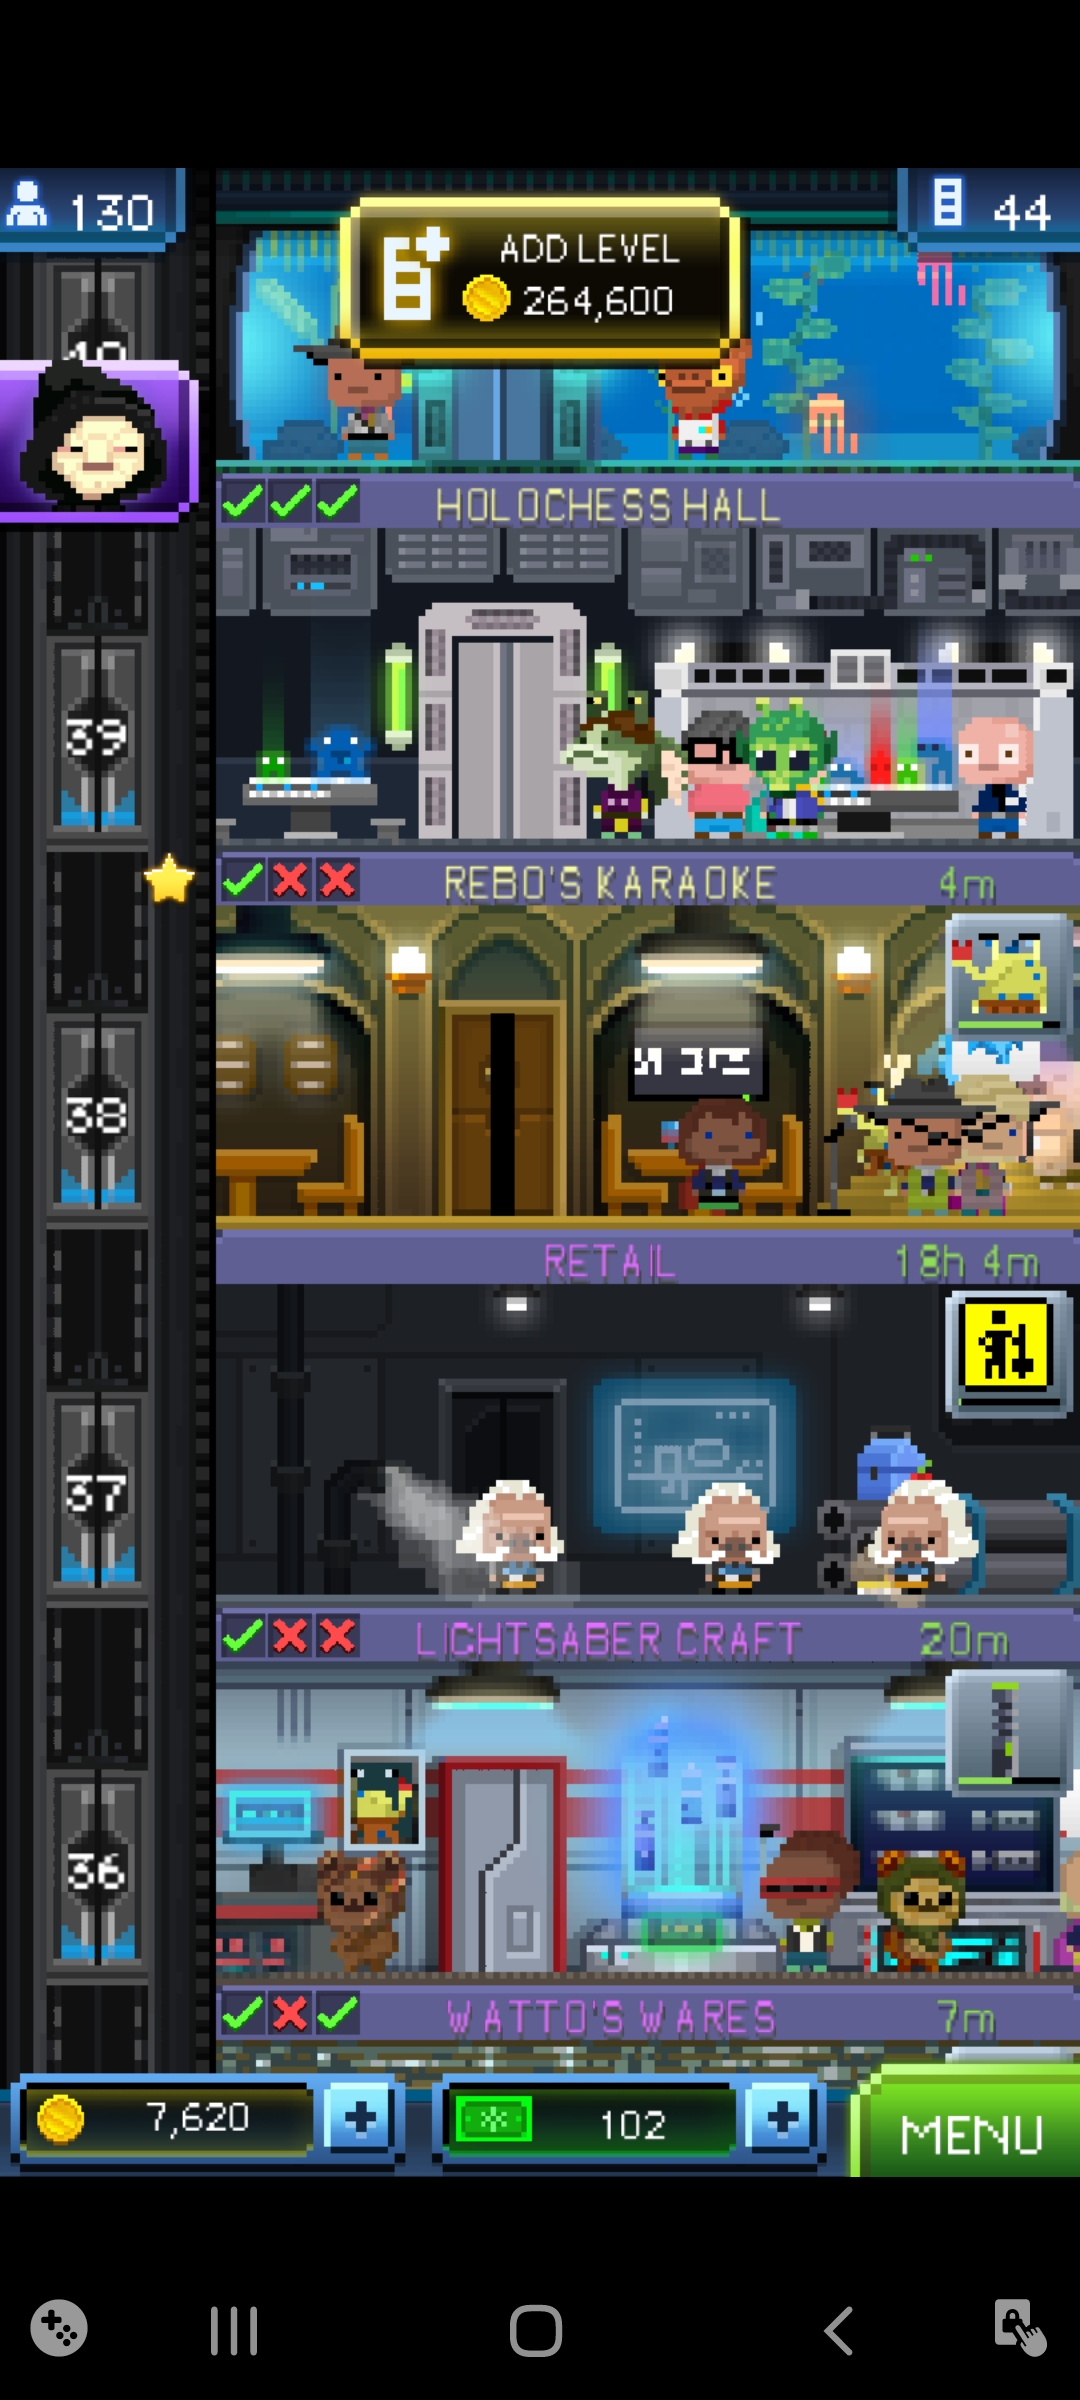 130
ADD LEVEL
264,600
44
HOLOCHESS HALL
39
REBO'S KARAOKE 4m
38
RETAIL 18h 4m
37
LIGHTSABER CRAFT 20m
36
WATTO'S WARES 7m
7,620
102
MENU